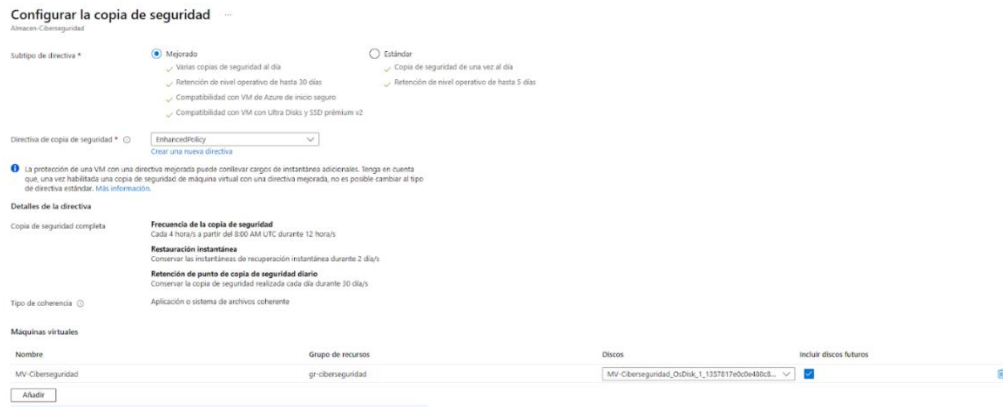 Configurar la copia de seguridad ...
Almacen-Ciberseguridad
Subtipo de directiva *
Mejorado
Varias copias de seguridad al día
Retención de nivel operativo de hasta 30 días
Compatibilidad con VM de Azure de inicio seguro
Compatibilidad con VM con Ultra Disks y SSD prémium v2
Estándar
Copia de seguridad de una vez al día
Retención de nivel operativo de hasta 5 días
Directiva de copia de seguridad *
EnhancedPolicy
Crear una nueva directiva
La protección de una VM con una directiva mejorada puede conllevar cargos de instantánea adicionales. Tenga en cuenta
que, una vez habilitada una copia de seguridad de máquina virtual con una directiva mejorada, no es posible cambiar al tipo
de directiva estándar. Más información.
Detalles de la directiva
Copia de seguridad completa
Frecuencia de la copia de seguridad
Cada 4 hora/s a partir del 8:00 AM UTC durante 12 hora/s
Restauración instantánea
Conservar las instantáneas de recuperación instantánea durante 2 día/s
Retención de punto de copia de seguridad diario
Conservar la copia de seguridad realizada cada día durante 30 día/s
Tipo de coherencia
Aplicación o sistema de archivos coherente
Máquinas virtuales
Nombre Grupo de recursos Discos Incluir discos futuros
MV-Ciberseguridad gr-ciberseguridad MV-Ciberseguridad_OsDisk_1_1357817e0c0e480c8...
Añadir